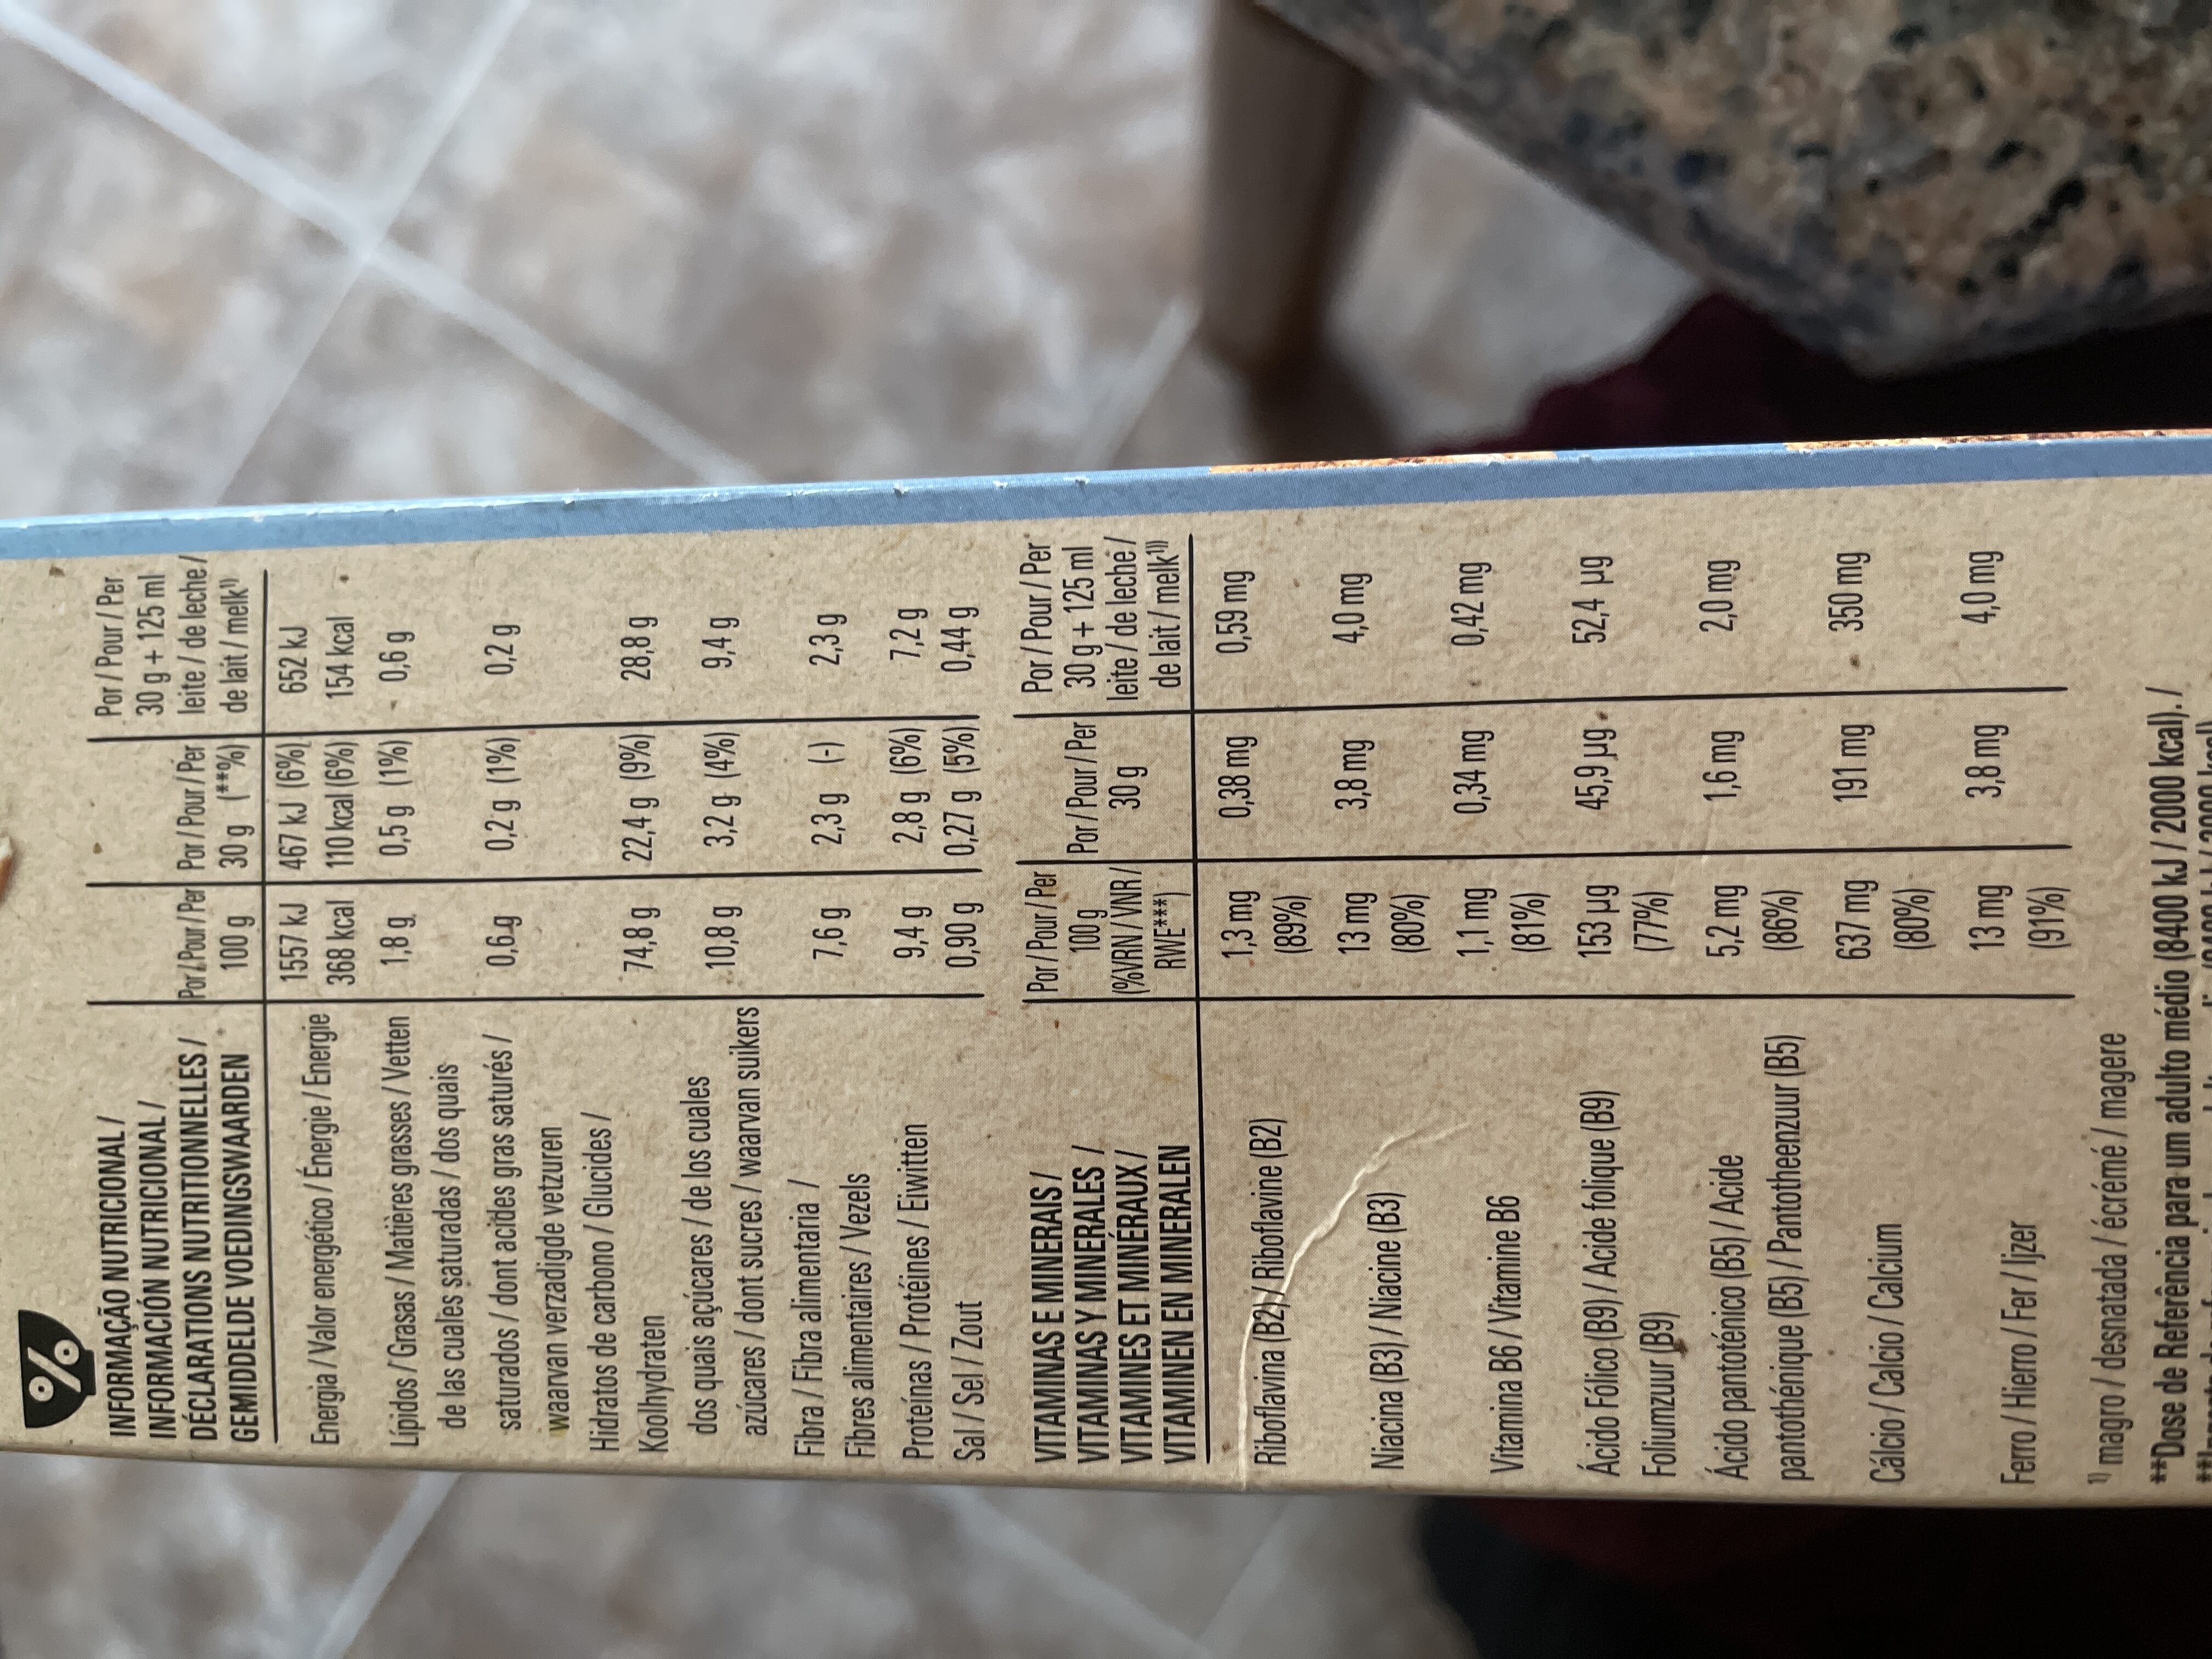 %
INFORMAÇÃO NUTRICIONAL /
INFORMACIÓN NUTRICIONAL /
DÉCLARATIONS NUTRITIONNELLES /
GEMIDDELDE VOEDINGSWAARDEN
Por / Pour / Per
100 g
Por / Pour / Per
30 g (**%)
Por / Pour / Per
30 g + 125 ml
leite / de leche /
de lait / melk¹⁾
Energia / Valor energético / Énergie / Energie 1557 kJ 467 kJ (6%) 652 kJ
368 kcal 110 kcal (6%) 154 kcal
Lípidos / Grasas / Matières grasses / Vetten 1,8 g 0,5 g (1%) 0,6 g
de las cuales saturadas / dos quais
saturados / dont acides gras saturés / 0,6 g 0,2 g (1%) 0,2 g
waarvan verzadigde vetzuren
Hidratos de carbono / Glucides /
Koolhydraten 74,8 g 22,4 g (9%) 28,8 g
dos quais açúcares / de los cuales
azúcares / dont sucres / waarvan suikers 10,8 g 3,2 g (4%) 9,4 g
Fibra / Fibra alimentaria /
Fibres alimentaires / Vezels 7,6 g 2,3 g (-) 2,3 g
Proteínas / Protéines / Eiwitten 9,4 g 2,8 g (6%) 7,2 g
Sal / Sel / Zout 0,90 g 0,27 g (5%) 0,44 g
VITAMINAS E MINERAIS /
VITAMINAS Y MINERALES /
VITAMINES ET MINÉRAUX /
VITAMINEN EN MINERALEN
Por / Pour / Per
100 g
(%VRN / VNR /
RWE***)
Por / Pour / Per
30 g
Por / Pour / Per
30 g + 125 ml
leite / de leche /
de lait / melk¹⁾
Riboflavina (B2) / Riboflavine (B2) 1,3 mg 0,38 mg 0,59 mg
(89%)
Niacina (B3) / Niacine (B3) 13 mg 3,8 mg 4,0 mg
(80%)
Vitamina B6 / Vitamine B6 1,1 mg 0,34 mg 0,42 mg
(81%)
Ácido Fólico (B9) / Acide folique (B9) 153 µg 45,9 µg 52,4 µg
Foliumzuur (B9) (77%)
Ácido pantoténico (B5) / Acide 5,2 mg 1,6 mg 2,0 mg
pantothénique (B5) / Pantotheenzuur (B5) (86%)
Cálcio / Calcio / Calcium 637 mg 191 mg 350 mg
(80%)
Ferro / Hierro / Fer / Ijzer 13 mg 3,8 mg 4,0 mg
(91%)
¹⁾ magro / desnatada / écrémé / magere
**Dose de Referência para um adulto médio (8400 kJ / 2000 kcal). /